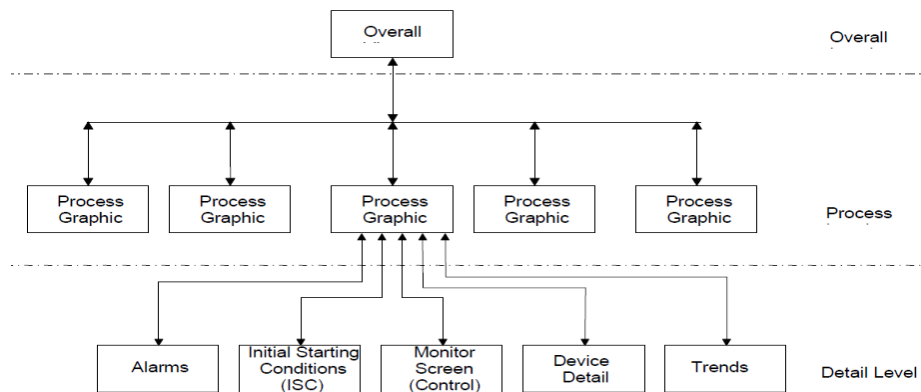 Overall
Overall
Process
Graphic
Process
Graphic
Process
Graphic
Process
Graphic
Process
Graphic
Process
Alarms
Initial Starting
Conditions
(ISC)
Monitor
Screen
(Control)
Device
Detail
Trends
Detail Level